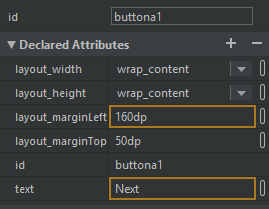 id buttona1
Declared Attributes + −
layout_width wrap_content
layout_height wrap_content
layout_marginLeft 160dp
layout_marginTop 50dp
id buttona1
text Next